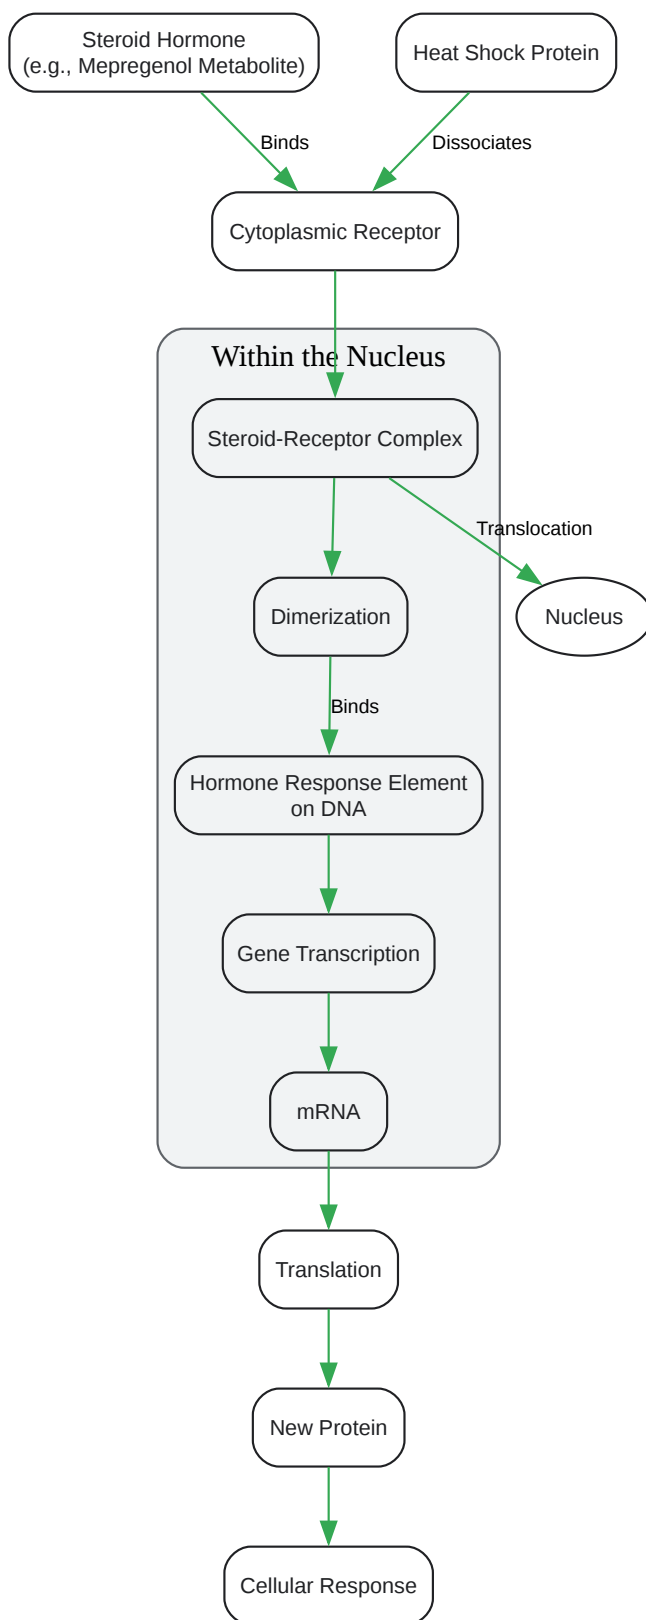 Steroid Hormone
(e.g., Mepregenol Metabolite)
Heat Shock Protein
Binds
Dissociates
Cytoplasmic Receptor
Within the Nucleus
Steroid-Receptor Complex
Translocation
Dimerization
Nucleus
Binds
Hormone Response Element
on DNA
Gene Transcription
mRNA
Translation
New Protein
Cellular Response